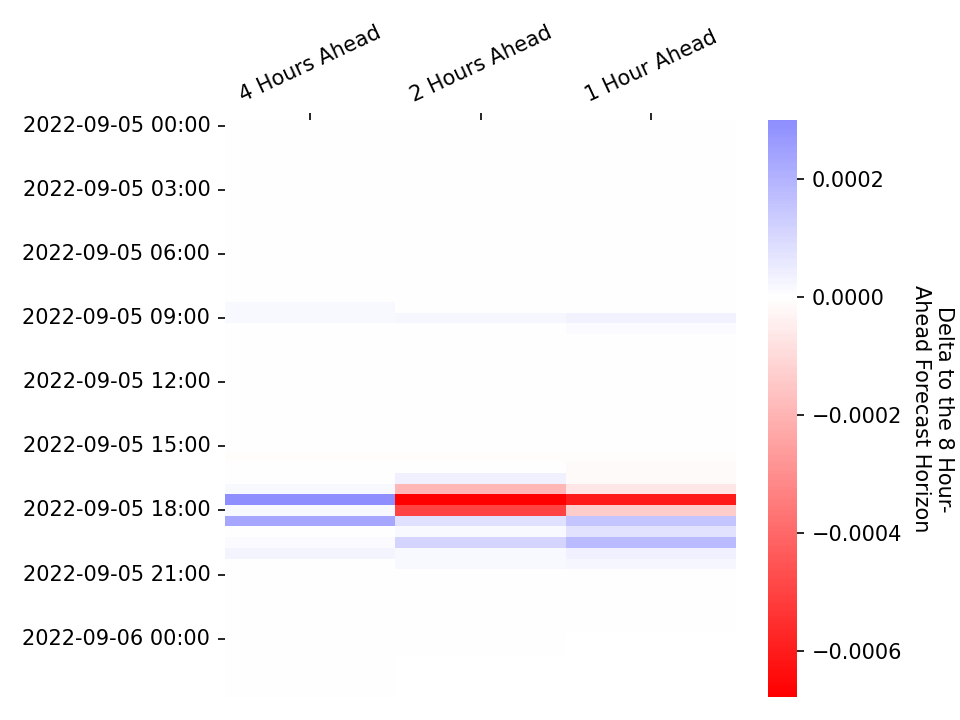 4 Hours Ahead
2 Hours Ahead
1 Hour Ahead
2022-09-05 00:00
2022-09-05 03:00
2022-09-05 06:00
2022-09-05 09:00
2022-09-05 12:00
2022-09-05 15:00
2022-09-05 18:00
2022-09-05 21:00
2022-09-06 00:00
0.0002
0.0000
−0.0002
−0.0004
−0.0006
Delta to the 8 Hour-
Ahead Forecast Horizon